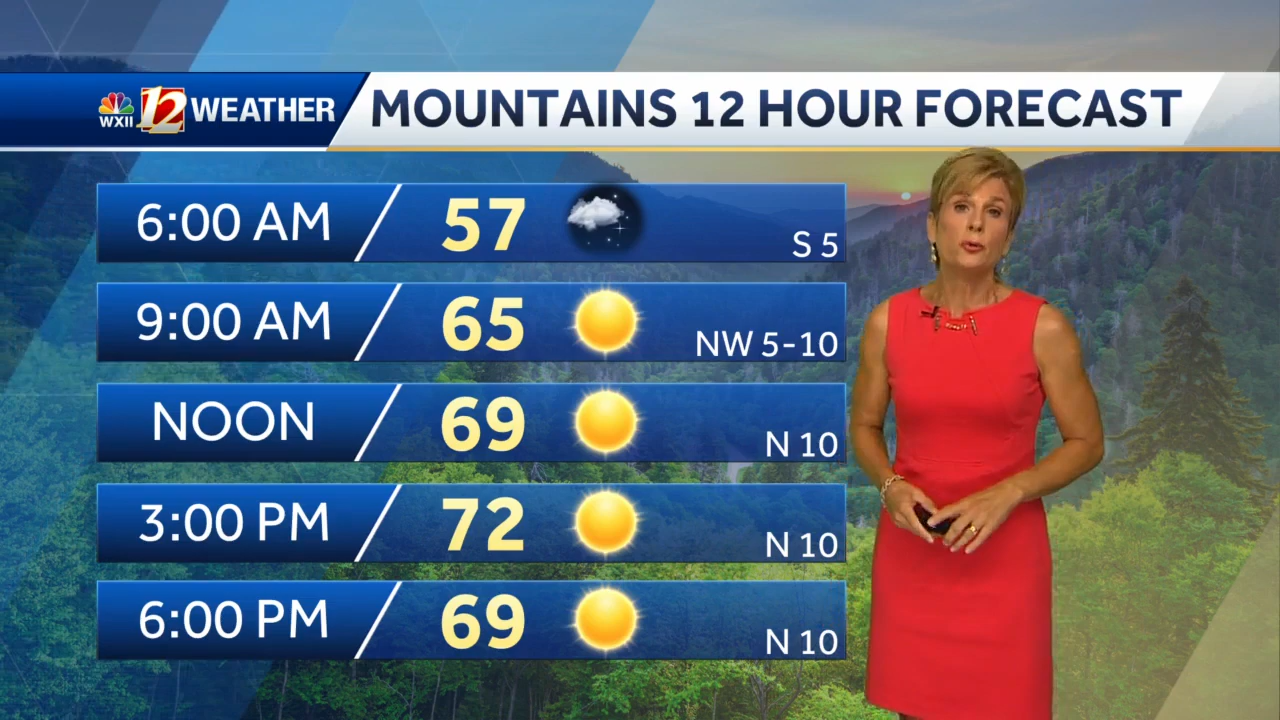 WXII 12 WEATHER
MOUNTAINS 12 HOUR FORECAST
6:00 AM 57 S 5
9:00 AM 65 NW 5-10
NOON 69 N 10
3:00 PM 72 N 10
6:00 PM 69 N 10